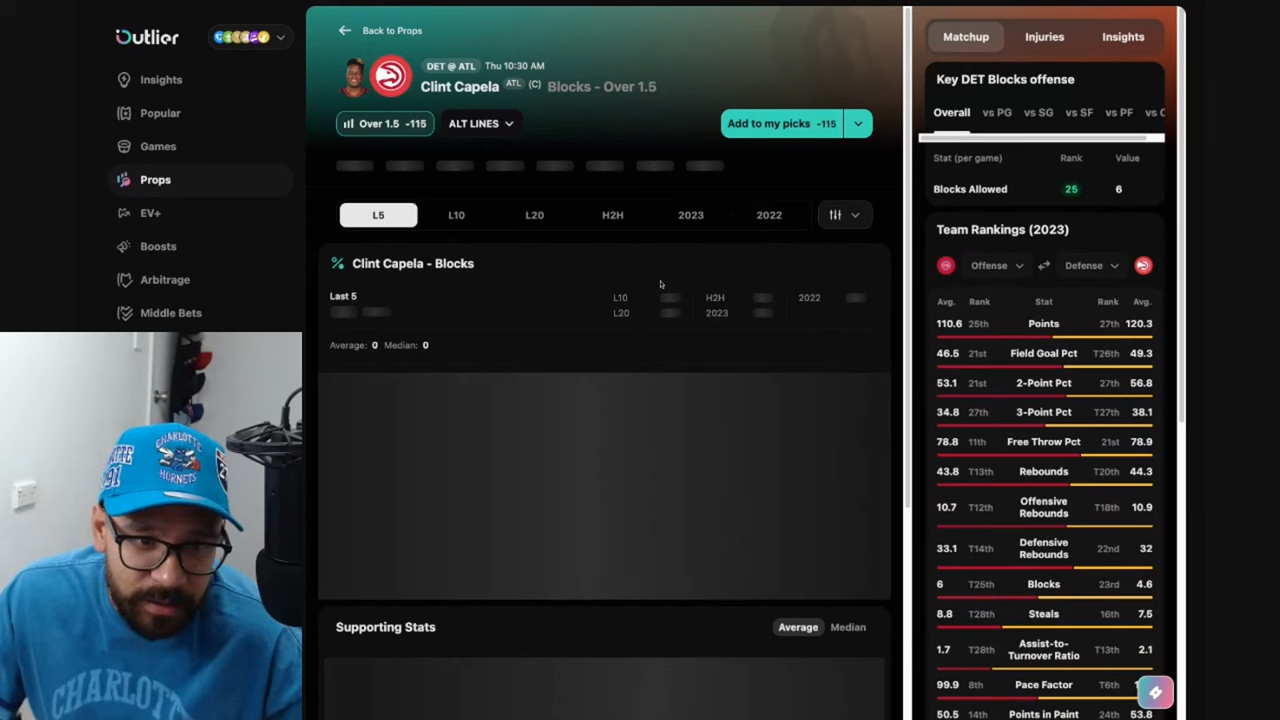 Outlier
Insights
Popular
Games
Props
EV+
Boosts
Arbitrage
Middle Bets
Back to Props
DET @ ATL Thu 10:30 AM
Clint Capela ATL (C) Blocks - Over 1.5
Over 1.5 -115
ALT LINES
Add to my picks -115
L5 L10 L20 H2H 2023 2022
Clint Capela - Blocks
Last 5
L10 H2H 2022
L20 2023
Average: 0 Median: 0
Supporting Stats
Average Median
Matchup Injuries Insights
Key DET Blocks offense
Overall vs PG vs SG vs SF vs PF vs C
Stat (per game) Rank Value
Blocks Allowed 25 6
Team Rankings (2023)
Offense Defense
Avg. Rank Stat Rank Avg.
110.6 25th Points 27th 120.3
46.5 21st Field Goal Pct T26th 49.3
53.1 21st 2-Point Pct 27th 56.8
34.8 27th 3-Point Pct T27th 38.1
78.8 11th Free Throw Pct 21st 78.9
43.8 T13th Rebounds T20th 44.3
10.7 T12th Offensive Rebounds T18th 10.9
33.1 T14th Defensive Rebounds 22nd 32
6 T25th Blocks 23rd 4.6
8.8 T28th Steals 16th 7.5
1.7 T28th Assist-to-Turnover Ratio T13th 2.1
99.9 8th Pace Factor T6th
50.5 14th Points in Paint 24th 53.8
CHARLOTTE
HORNETS
CHARLOTTE